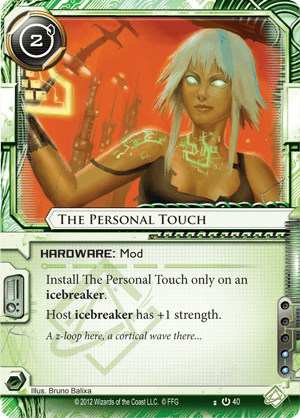 2
THE PERSONAL TOUCH
HARDWARE: Mod
Install The Personal Touch only on an
icebreaker.
Host icebreaker has +1 strength.
A z-loop here, a cortical wave there...
Illus. Bruno Balixa
©2012 Wizards of the Coast LLC. © FFG 40